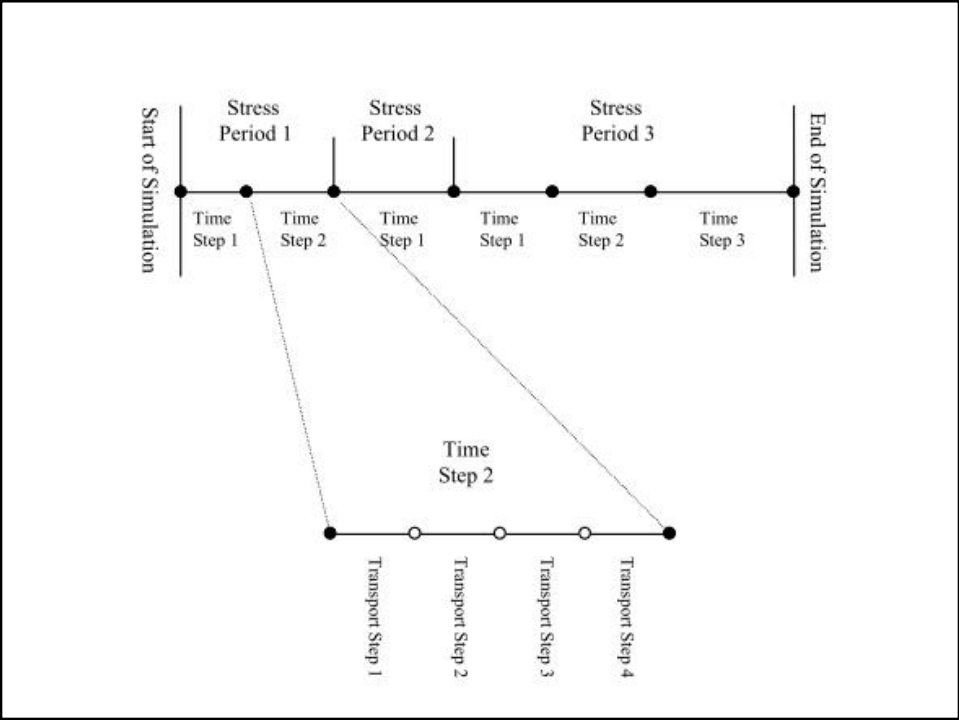 Start of Simulation
Stress
Period 1
Stress
Period 2
Stress
Period 3
End of Simulation
Time
Step 1
Time
Step 2
Time
Step 1
Time
Step 1
Time
Step 2
Time
Step 3
Time
Step 2
Transport Step 1
Transport Step 2
Transport Step 3
Transport Step 4